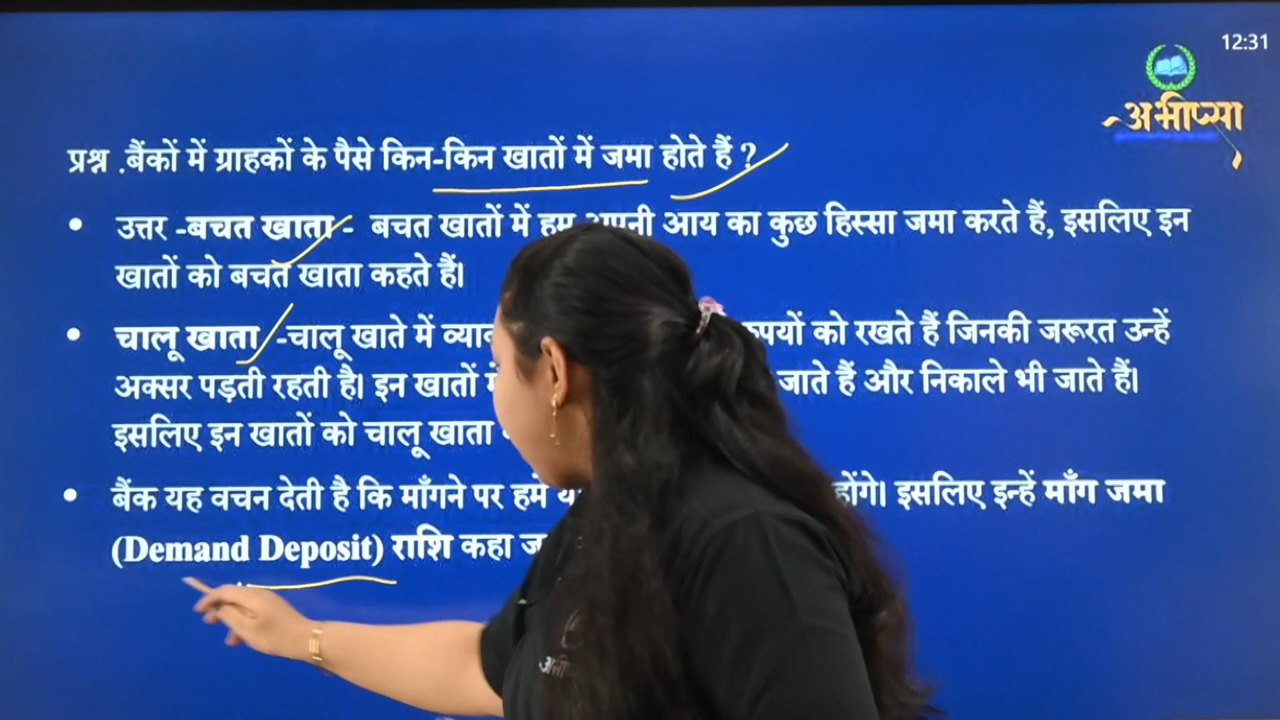 12:31
अभीप्सा
प्रश्न .बैंकों में ग्राहकों के पैसे किन-किन खातों में जमा होते हैं ?
• उत्तर -बचत खाता - बचत खातों में हम अपनी आय का कुछ हिस्सा जमा करते हैं, इसलिए इन
खातों को बचत खाता कहते हैं।
• चालू खाता -चालू खाते में रुपयों को रखते हैं जिनकी जरूरत उन्हें
अक्सर पड़ती रहती है। इन खातों जाते हैं और निकाले भी जाते हैं।
इसलिए इन खातों को चालू खाता
• बैंक यह वचन देती है कि माँगने पर हमें होंगे। इसलिए इन्हें माँग जमा
(Demand Deposit) राशि कहा